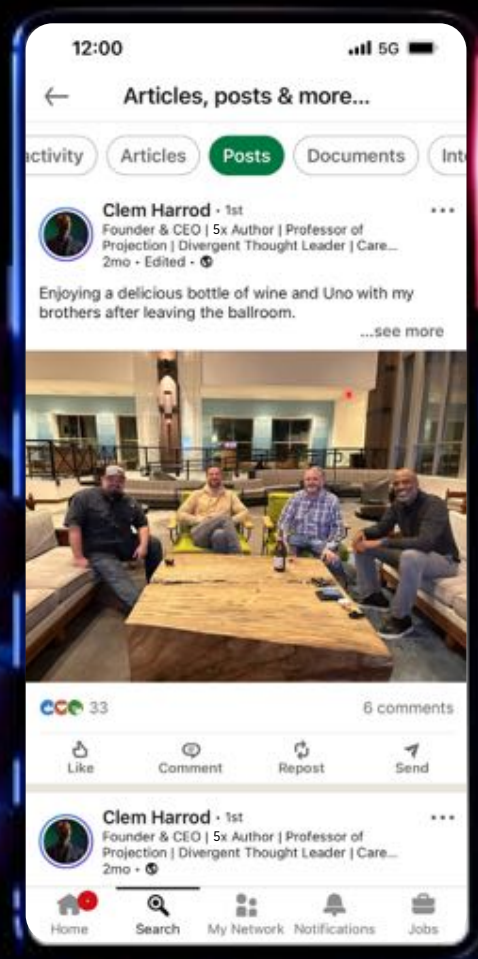 12:00
5G
Articles, posts & more...
activity
Articles
Posts
Documents
Int
Clem Harrod · 1st
Founder & CEO | 5x Author | Professor of
Projection | Divergent Thought Leader | Care...
2mo · Edited ·
Enjoying a delicious bottle of wine and Uno with my
brothers after leaving the ballroom.
...see more
33
6 comments
Like
Comment
Repost
Send
Clem Harrod · 1st
Founder & CEO | 5x Author | Professor of
Projection | Divergent Thought Leader | Care...
2mo ·
Home
Search
My Network
Notifications
Jobs